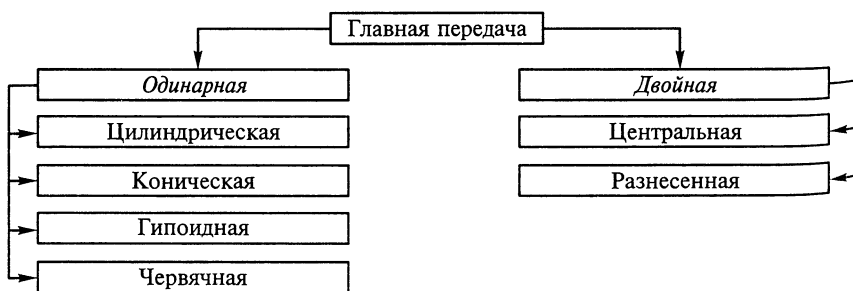 Главная передача
Одинарная
Двойная
Цилиндрическая
Центральная
Коническая
Разнесенная
Гипоидная
Червячная